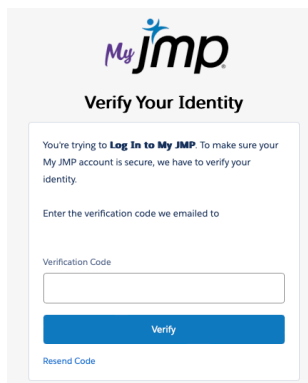 My jmp
Verify Your Identity
You're trying to Log In to My JMP. To make sure your
My JMP account is secure, we have to verify your
identity.
Enter the verification code we emailed to
Verification Code
Verify
Resend Code